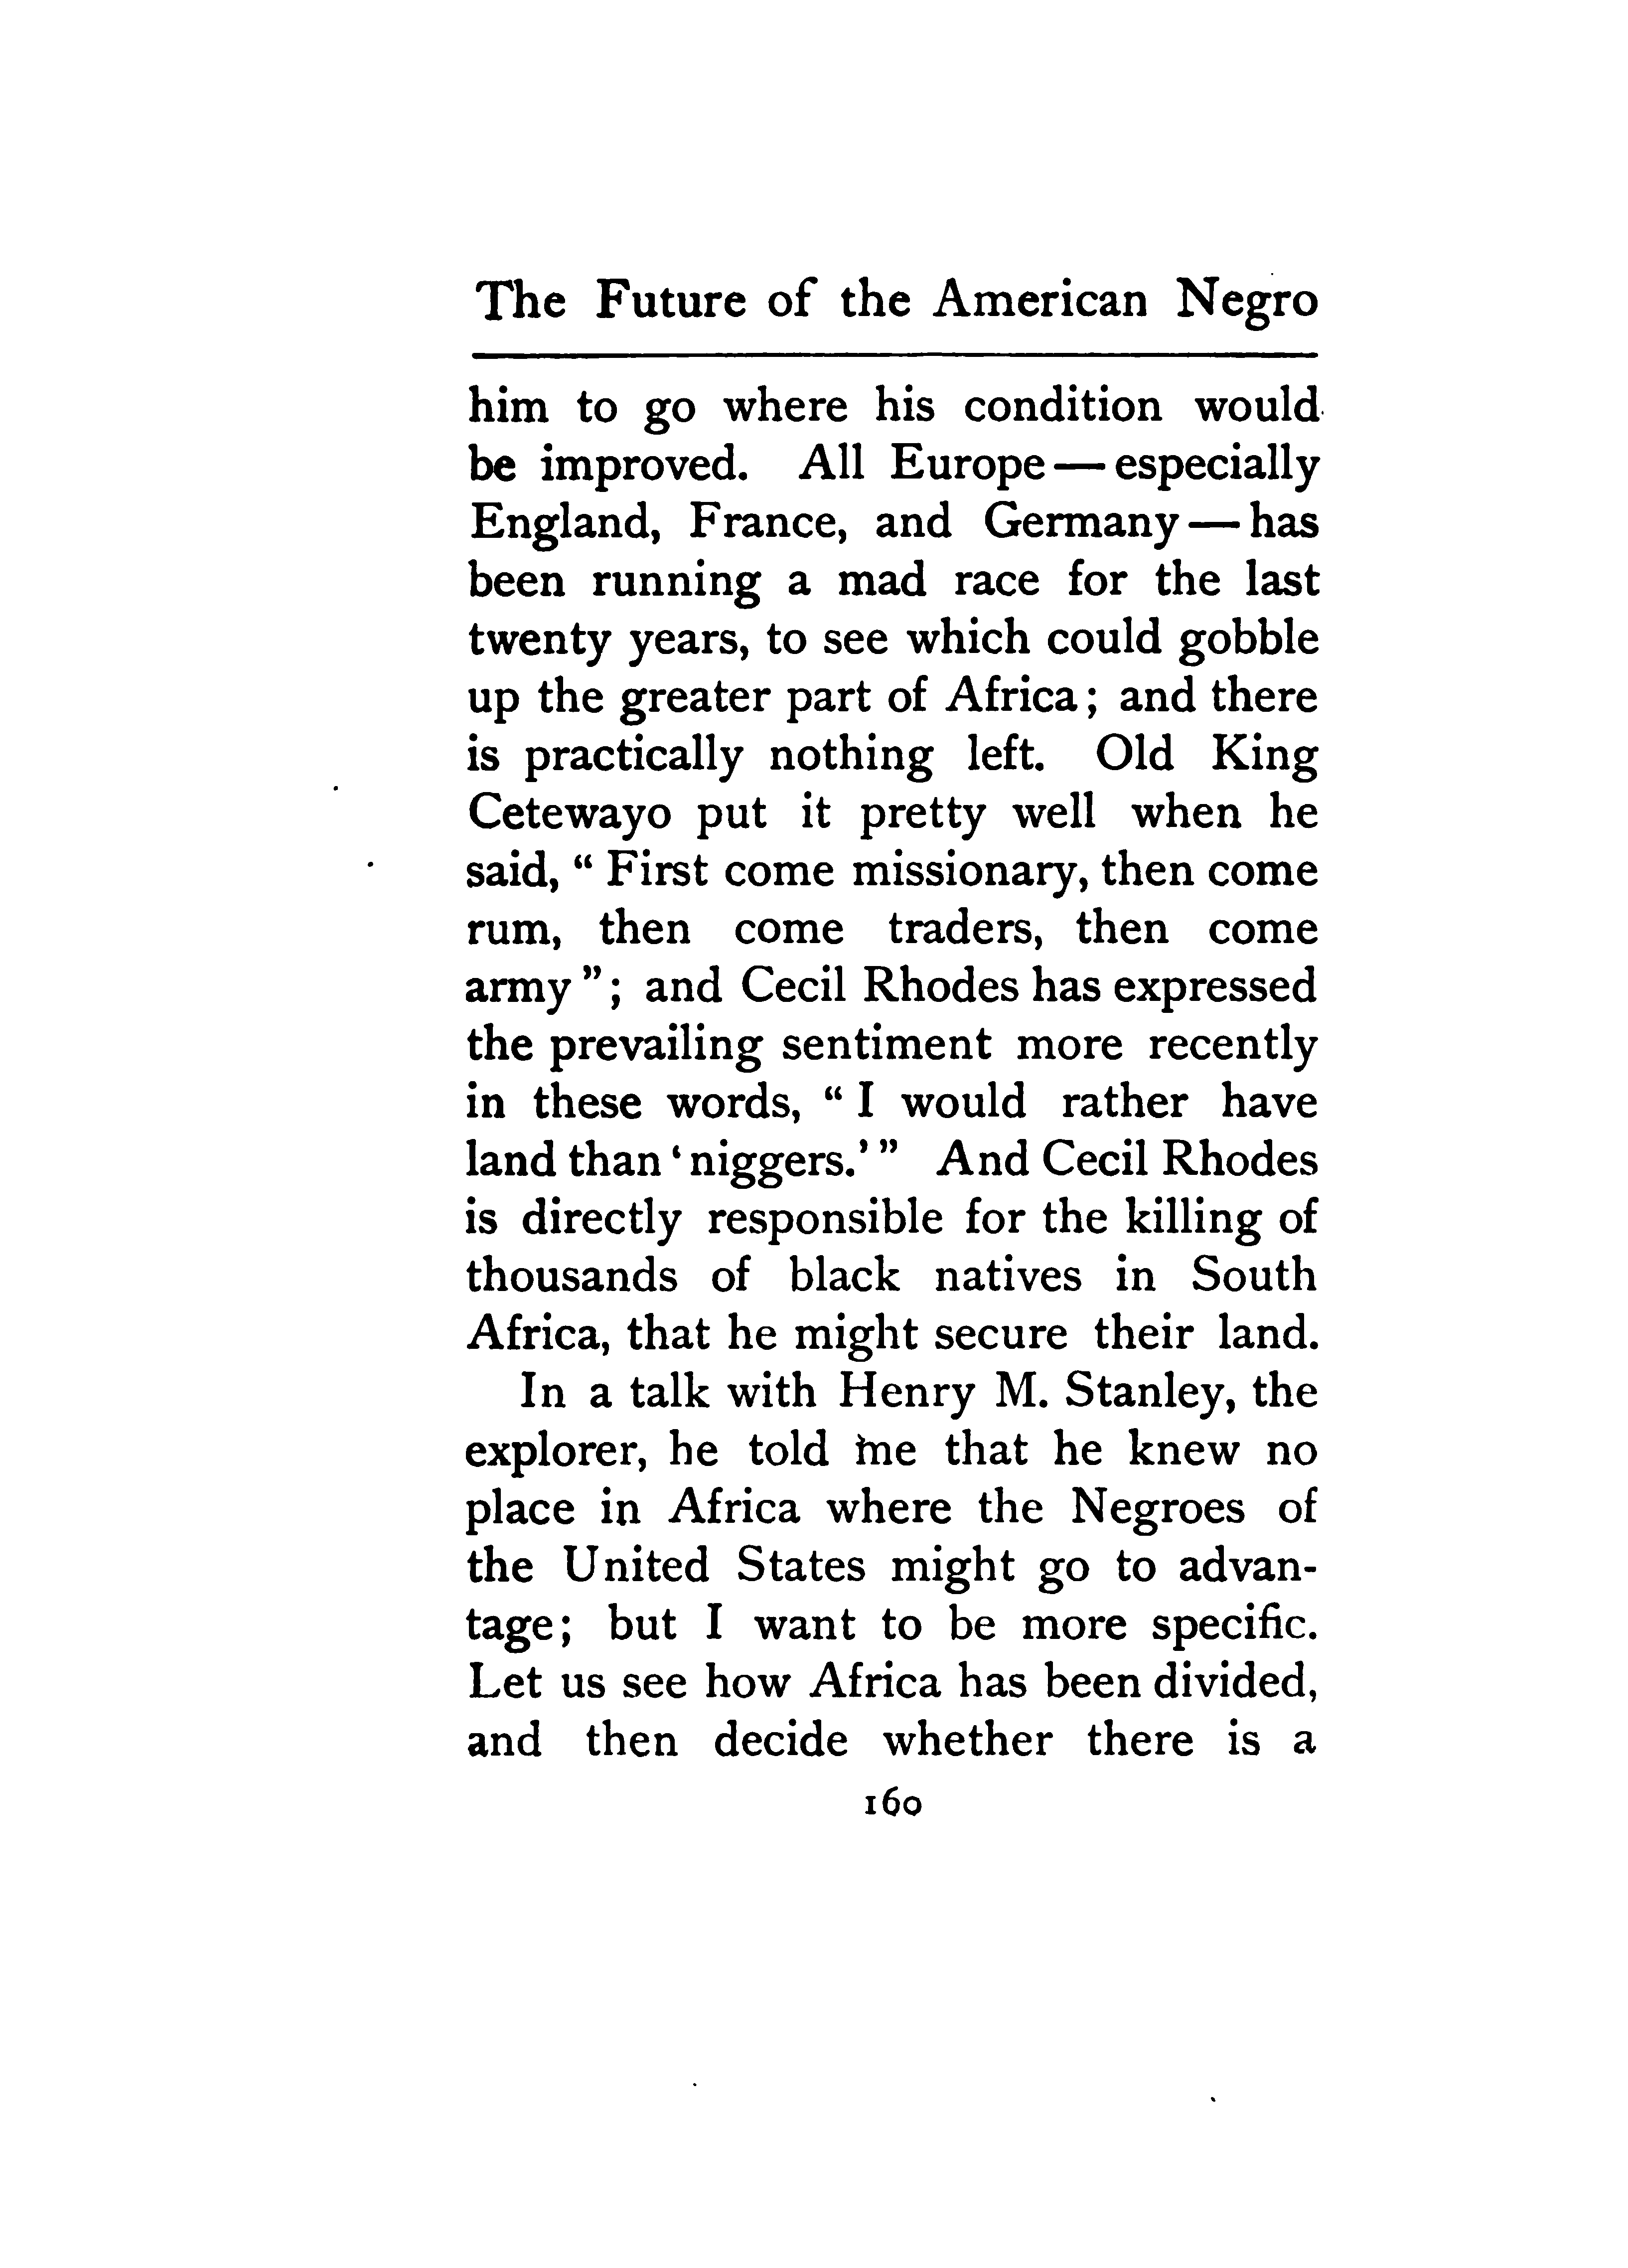 The Future of the American Negro
him to go where his condition would
be improved. All Europe — especially
England, France, and Germany — has
been running a mad race for the last
twenty years, to see which could gobble
up the greater part of Africa; and there
is practically nothing left. Old King
Cetewayo put it pretty well when he
said, “ First come missionary, then come
rum, then come traders, then come
army ”; and Cecil Rhodes has expressed
the prevailing sentiment more recently
in these words, “ I would rather have
land than ‘ niggers.’ ” And Cecil Rhodes
is directly responsible for the killing of
thousands of black natives in South
Africa, that he might secure their land.
In a talk with Henry M. Stanley, the
explorer, he told me that he knew no
place in Africa where the Negroes of
the United States might go to advan-
tage; but I want to be more specific.
Let us see how Africa has been divided,
and then decide whether there is a
160